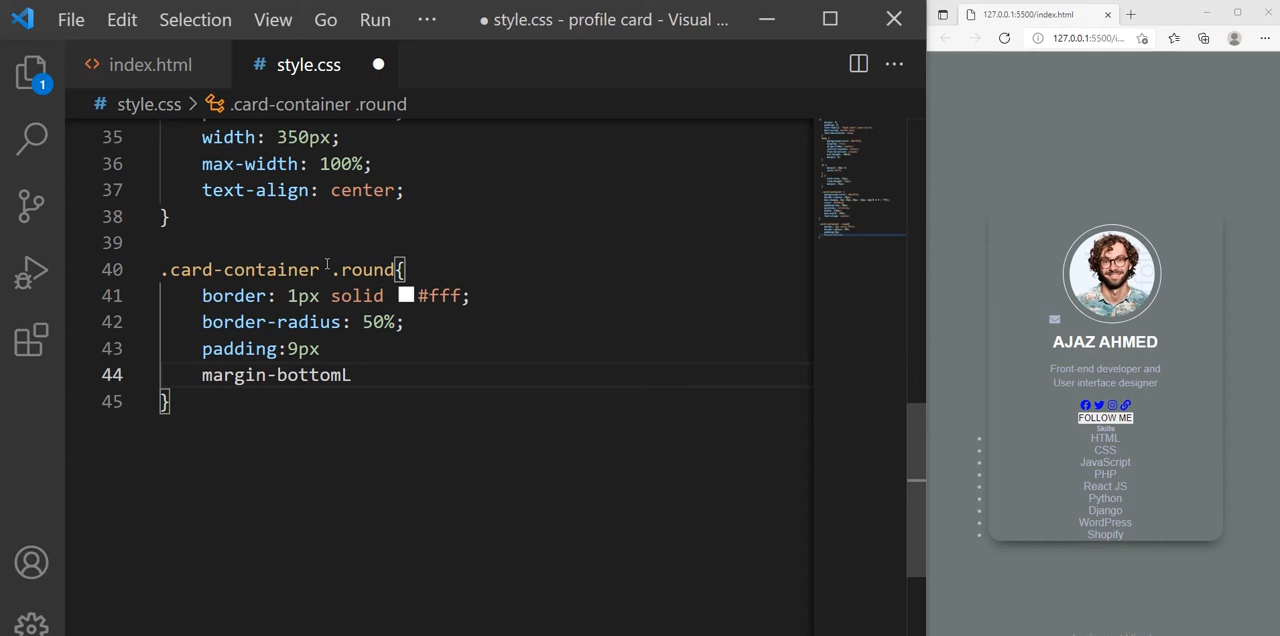 File Edit Selection View Go Run ··· ● style.css - profile card - Visual ...
index.html
# style.css ●
# style.css > .card-container .round
1
35 width: 350px;
36 max-width: 100%;
37 text-align: center;
38 }
39
40 .card-container .round{
41 border: 1px solid #fff;
42 border-radius: 50%;
43 padding:9px
44 margin-bottomL
45 }
127.0.0.1:5500/index.html
127.0.0.1:5500/i...
AJAZ AHMED
Front-end developer and
User interface designer
FOLLOW ME
Skills
HTML
CSS
JavaScript
PHP
React JS
Python
Django
WordPress
Shopify